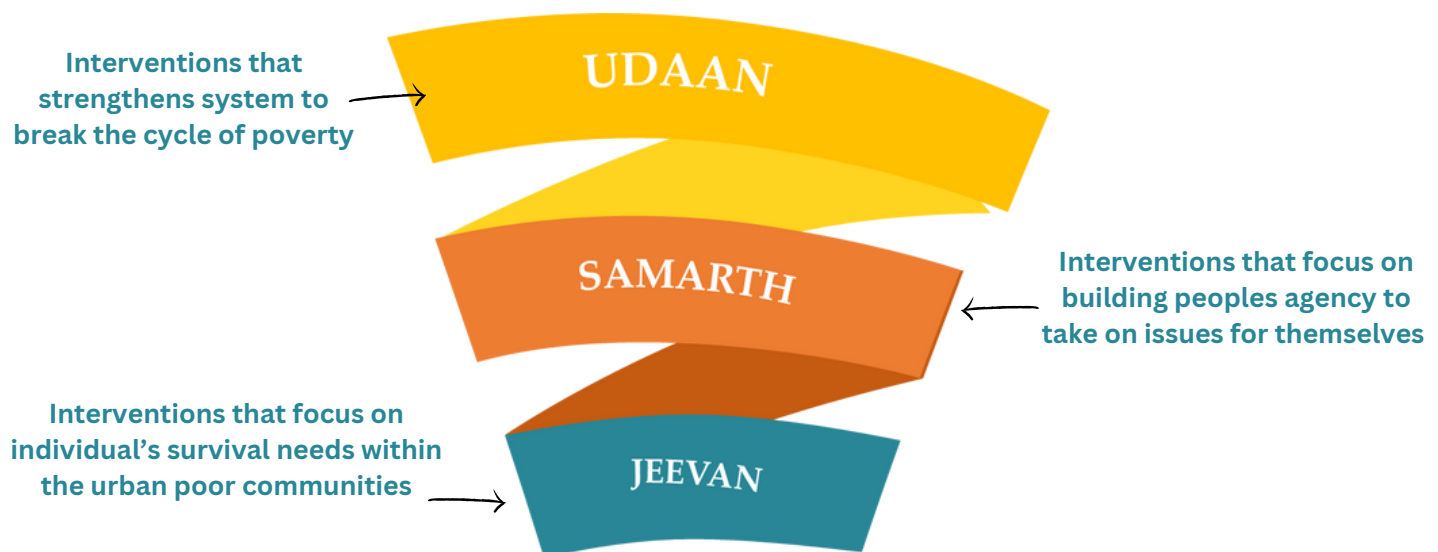 Interventions that
strengthens system to
break the cycle of poverty
UDAAN
SAMARTH
Interventions that focus on
building peoples agency to
take on issues for themselves
Interventions that focus on
individual’s survival needs within
the urban poor communities
JEEVAN